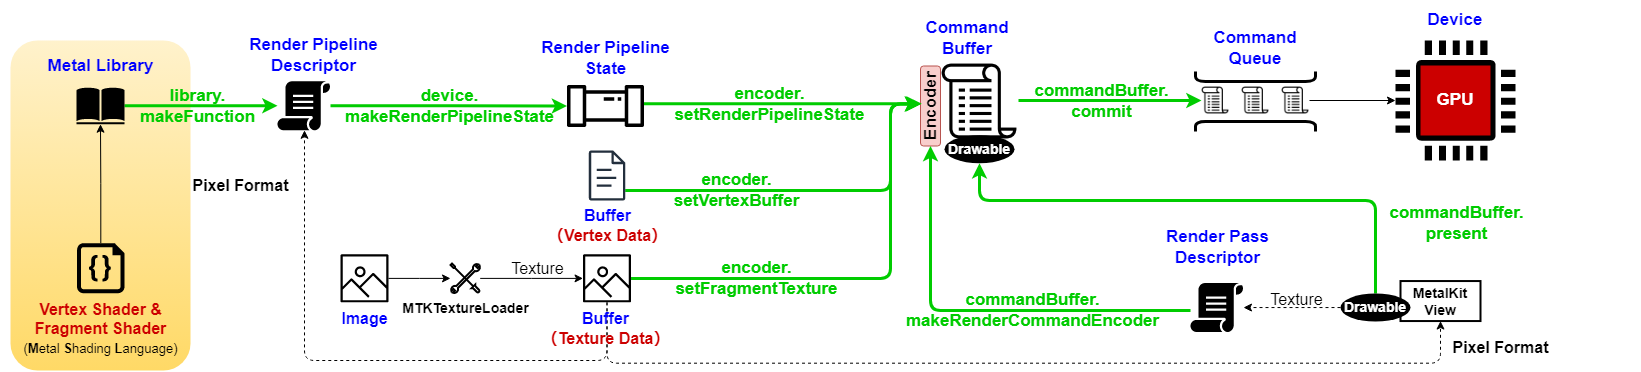 Metal Library
Vertex Shader &
Fragment Shader
(Metal Shading Language)
library.
makeFunction
Render Pipeline
Descriptor
Pixel Format
device.
makeRenderPipelineState
Render Pipeline
State
encoder.
setRenderPipelineState
Buffer
(Vertex Data)
encoder.
setVertexBuffer
Image
MTKTextureLoader
Texture
Buffer
(Texture Data)
encoder.
setFragmentTexture
Command
Buffer
Encoder
Drawable
commandBuffer.
commit
Command
Queue
Device
GPU
commandBuffer.
present
Render Pass
Descriptor
commandBuffer.
makeRenderCommandEncoder
Texture
Drawable
MetalKit
View
Pixel Format